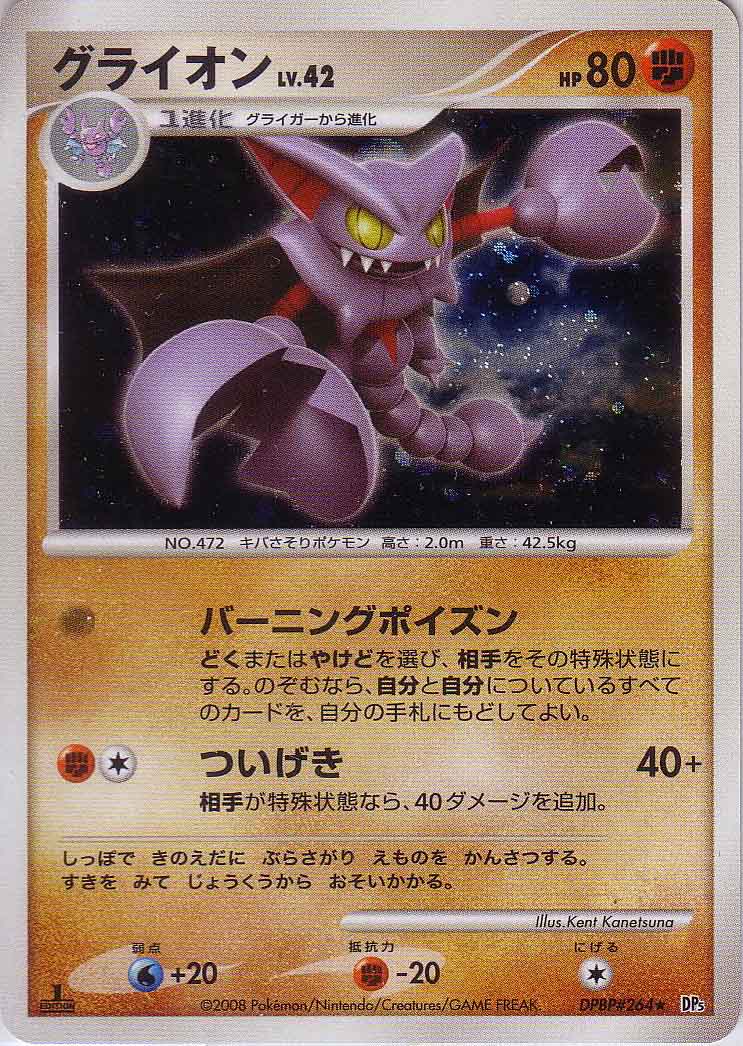 グライオン LV.42 HP 80
1進化 グライガーから進化
NO.472 キバさそりポケモン 高さ:2.0m 重さ:42.5kg
バーニングポイズン
どくまたはやけどを選び、相手をその特殊状態に
する。のぞむなら、自分と自分についているすべて
のカードを、自分の手札にもどしてよい。
ついげき 40+
相手が特殊状態なら、40ダメージを追加。
しっぽで きのえだに ぶらさがり えものを かんさつする。
すきを みて じょうくうから おそいかかる。
Illus.Kent Kanetsuna
弱点 抵抗力 にげる
+20 -20
1 EDITION ©2008 Pokémon/Nintendo/Creatures/GAME FREAK. DPBP#264★ DP5